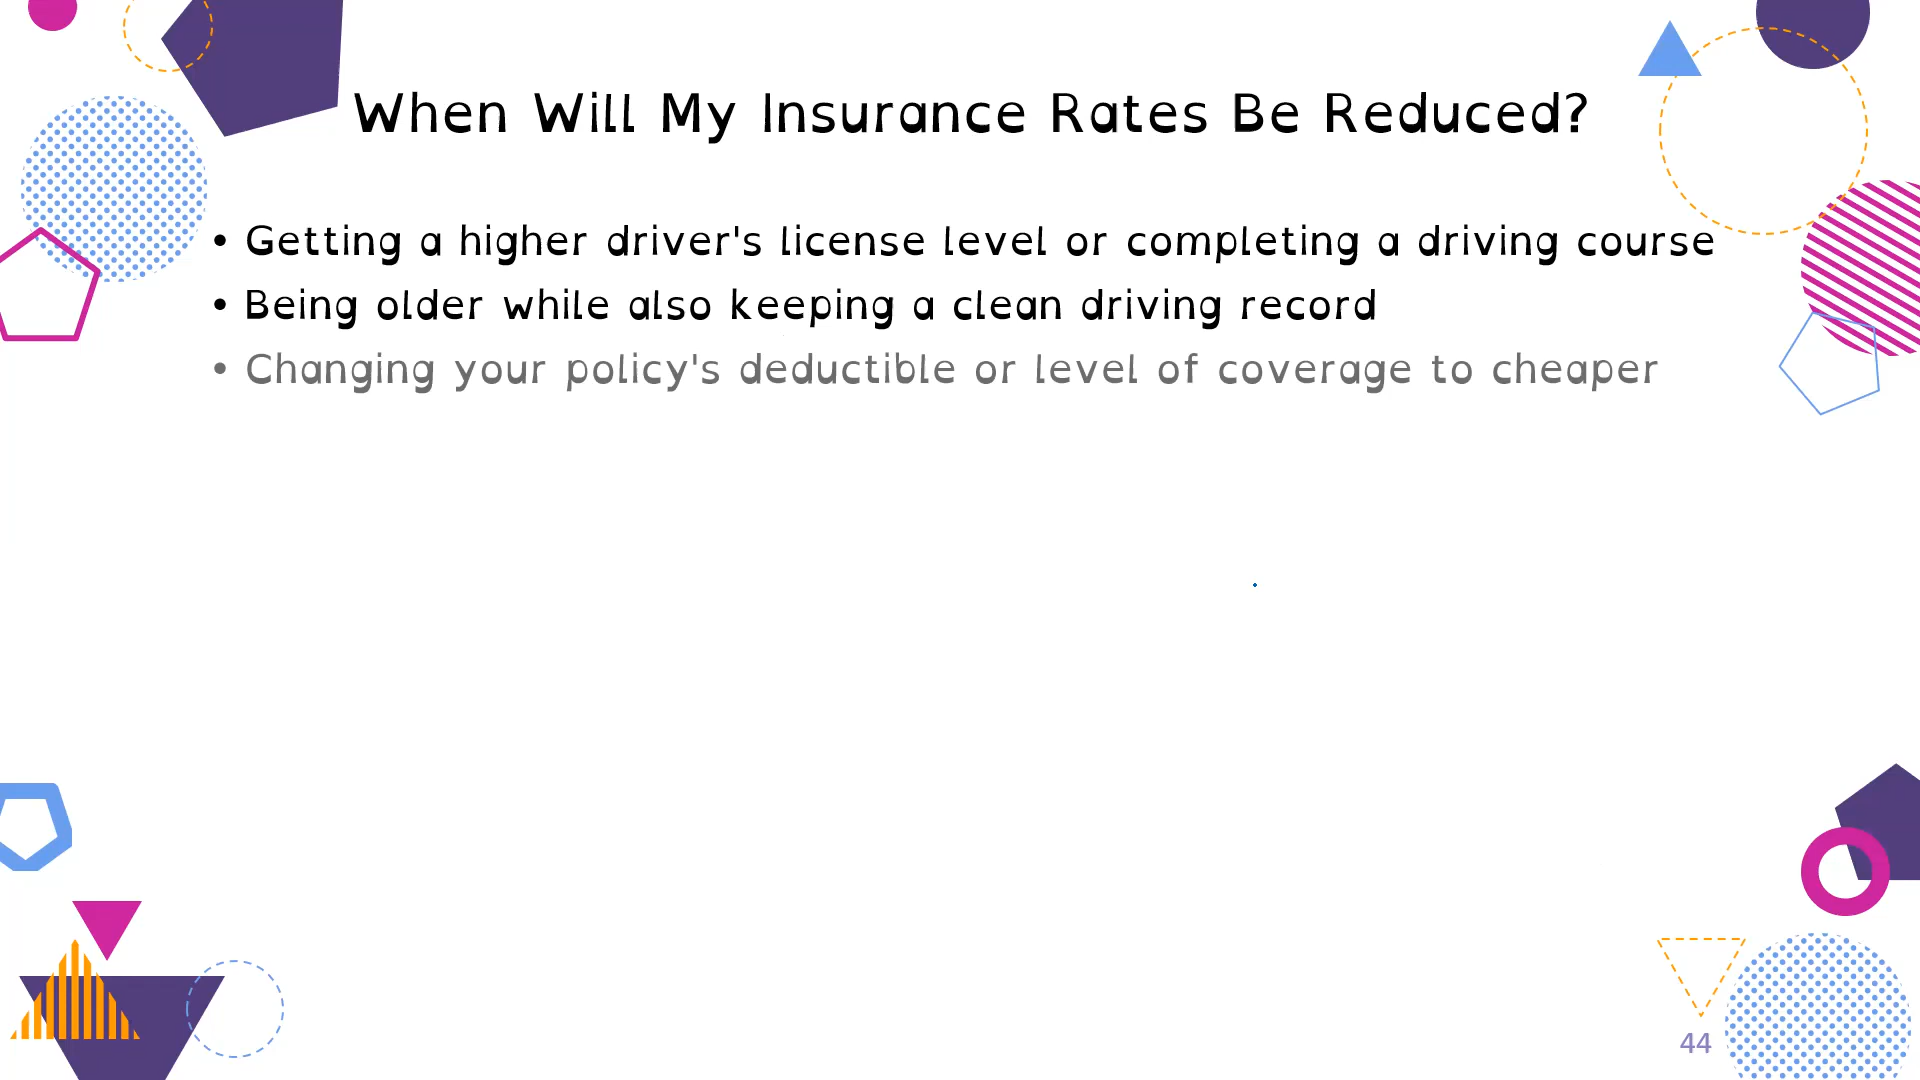 When Will My Insurance Rates Be Reduced?
• Getting a higher driver's license level or completing a driving course
• Being older while also keeping a clean driving record
• Changing your policy's deductible or level of coverage to cheaper
44